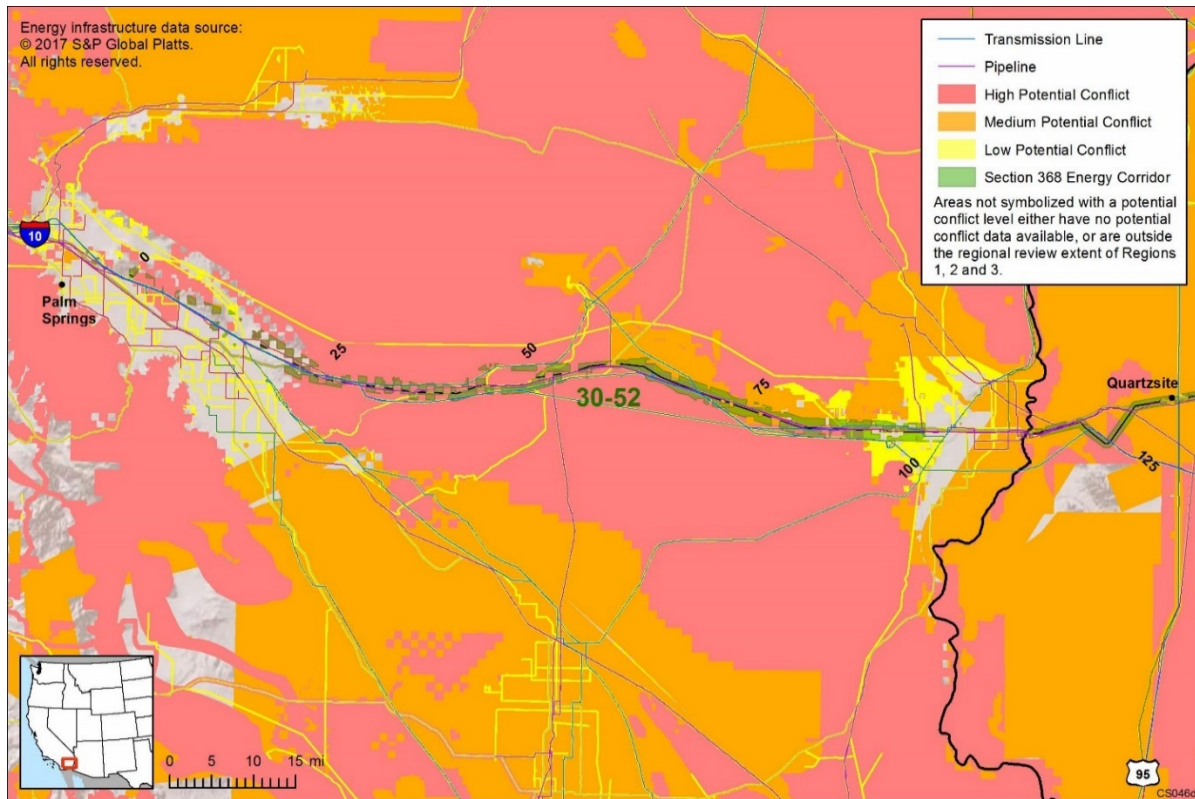 Energy infrastructure data source:
© 2017 S&P Global Platts.
All rights reserved.
Transmission Line
Pipeline
High Potential Conflict
Medium Potential Conflict
Low Potential Conflict
Section 368 Energy Corridor
Areas not symbolized with a potential
conflict level either have no potential
conflict data available, or are outside
the regional review extent of Regions
1, 2 and 3.
10
0
Palm
Springs
25
50
30-52
75
100
Quartzsite
125
0 5 10 15 mi
95
CS046d